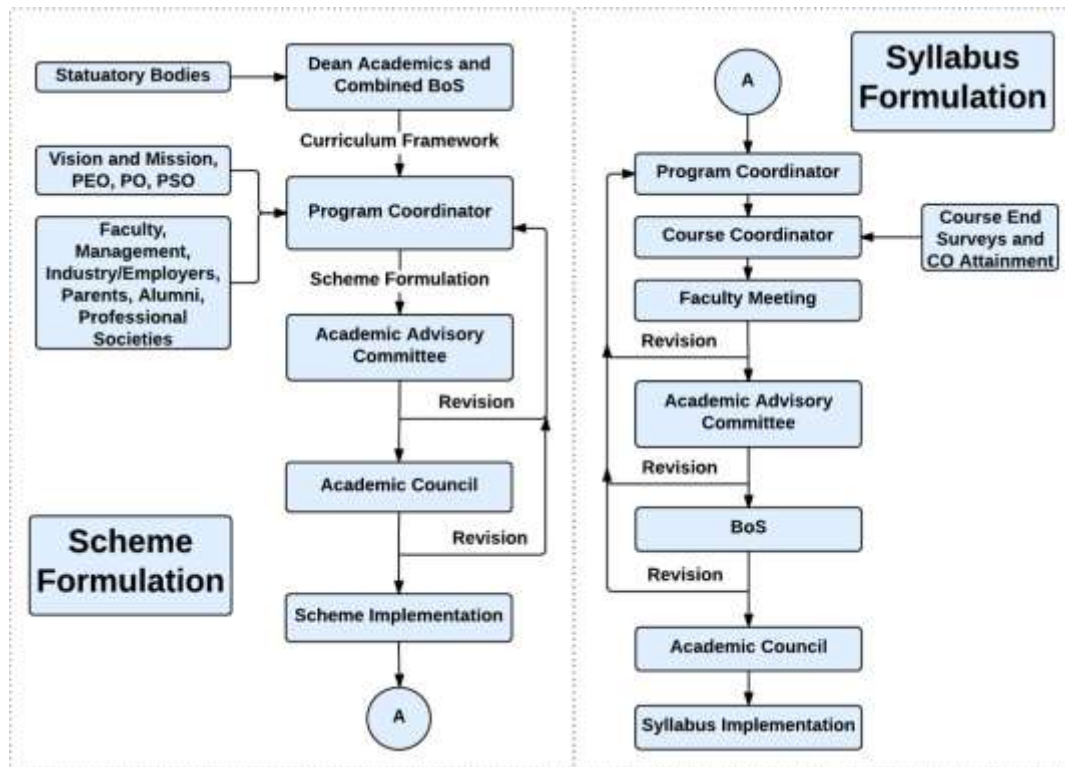 Statuatory Bodies
Dean Academics and
Combined BoS
Curriculum Framework
Vision and Mission,
PEO, PO, PSO
Program Coordinator
Faculty,
Management,
Industry/Employers,
Parents, Alumni,
Professional
Societies
Scheme Formulation
Academic Advisory
Committee
Revision
Academic Council
Revision
Scheme
Formulation
Scheme Implementation
A
Syllabus
Formulation
A
Program Coordinator
Course Coordinator
Course End
Surveys and
CO Attainment
Faculty Meeting
Revision
Academic Advisory
Committee
Revision
BoS
Revision
Academic Council
Syllabus Implementation